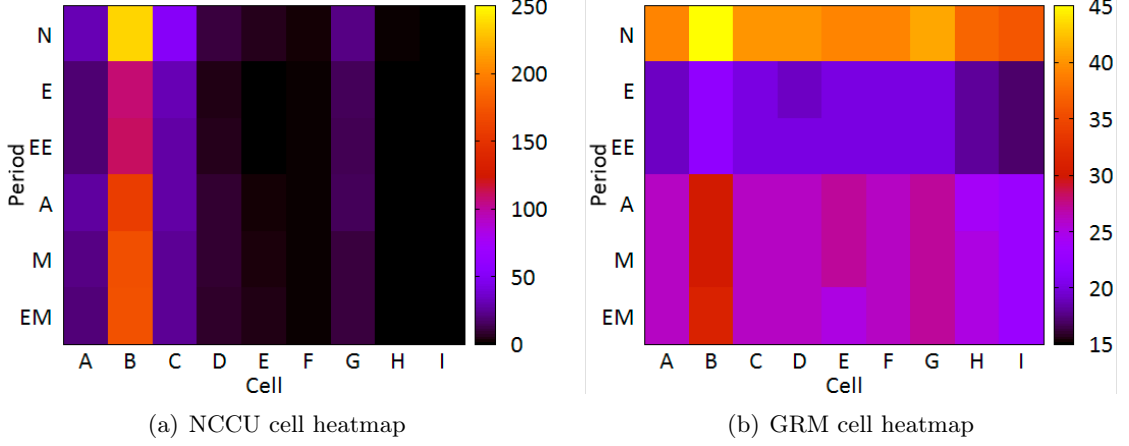 N
E
EE
A
M
EM
Period
A B C D E F G H I
Cell
250
200
150
100
50
0
(a) NCCU cell heatmap
N
E
EE
A
M
EM
Period
A B C D E F G H I
Cell
45
40
35
30
25
20
15
(b) GRM cell heatmap